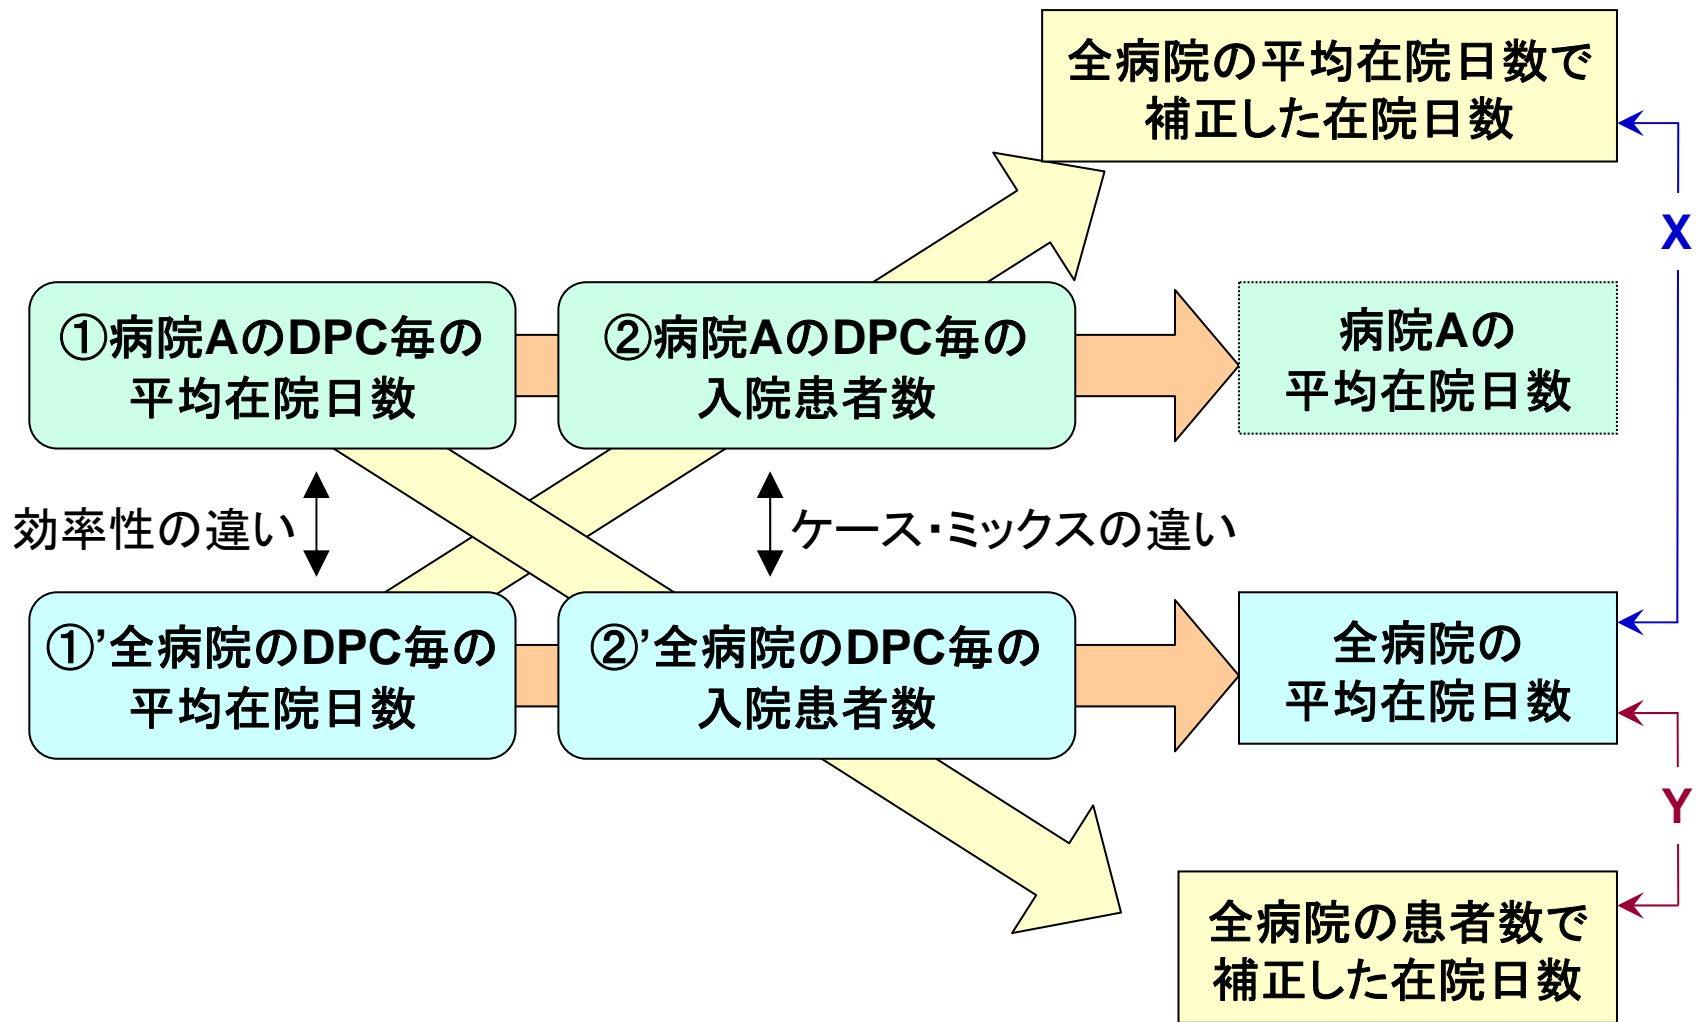 全病院の平均在院日数で
補正した在院日数
X
①病院AのDPC毎の
平均在院日数
②病院AのDPC毎の
入院患者数
病院Aの
平均在院日数
効率性の違い
ケース・ミックスの違い
①’全病院のDPC毎の
平均在院日数
②’全病院のDPC毎の
入院患者数
全病院の
平均在院日数
Y
全病院の患者数で
補正した在院日数